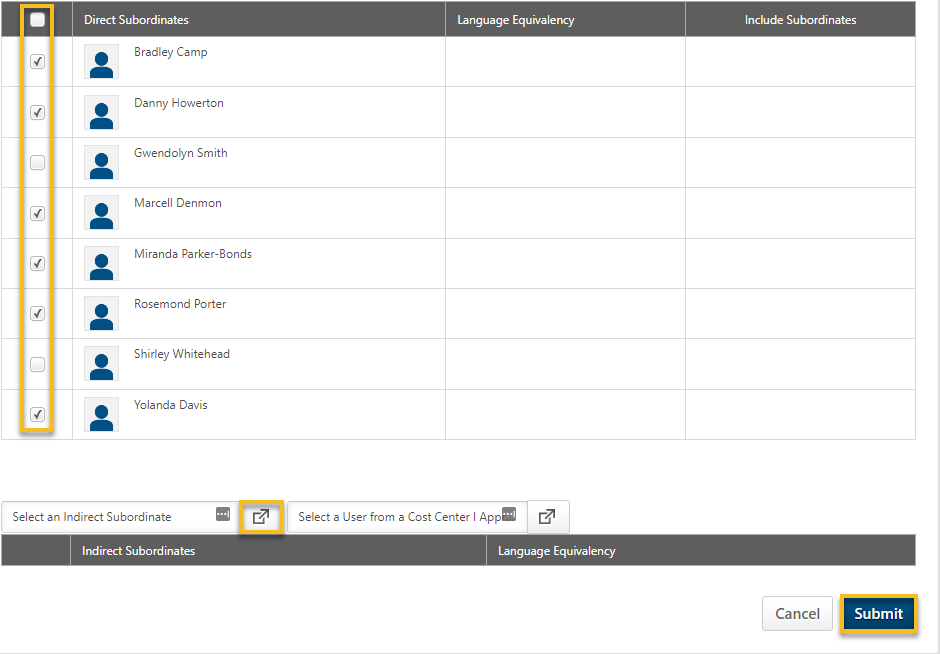 Direct Subordinates Language Equivalency Include Subordinates
Bradley Camp
Danny Howerton
Gwendolyn Smith
Marcell Denmon
Miranda Parker-Bonds
Rosemond Porter
Shirley Whitehead
Yolanda Davis
Select an Indirect Subordinate Select a User from a Cost Center I App
Indirect Subordinates Language Equivalency
Cancel Submit